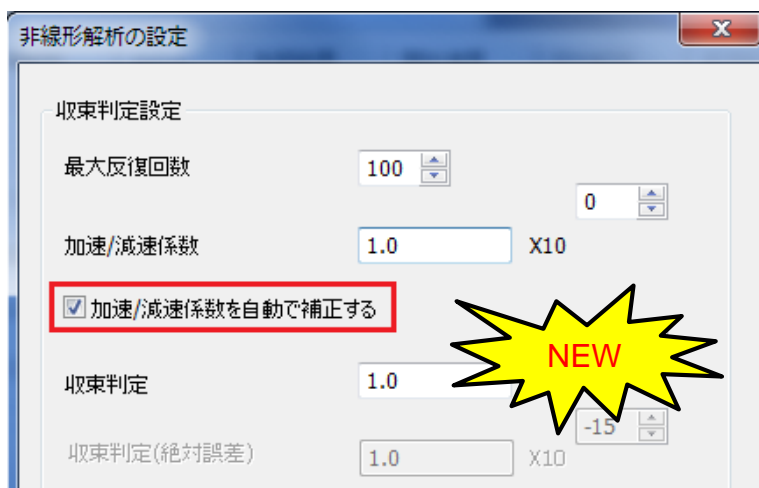 非線形解析の設定
x
収束判定設定
最大反復回数 100
0
加速/減速係数 1.0 X10
加速/減速係数を自動で補正する
NEW
収束判定 1.0
-15
収束判定(絶対誤差) 1.0 X10